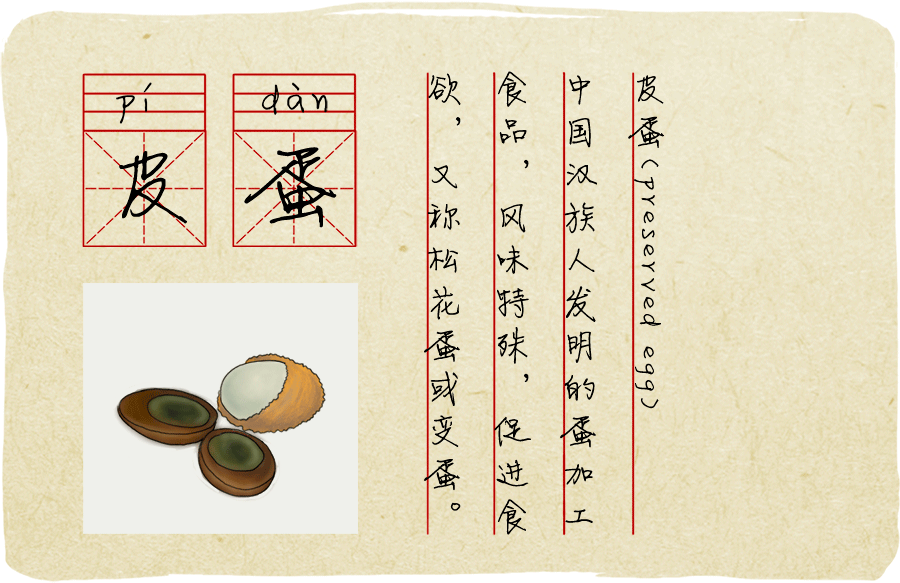 pí dàn
皮蛋
皮蛋(preserved egg)
中国汉族人发明的蛋加工
食品，风味特殊，促进食
欲，又称松花蛋或变蛋。